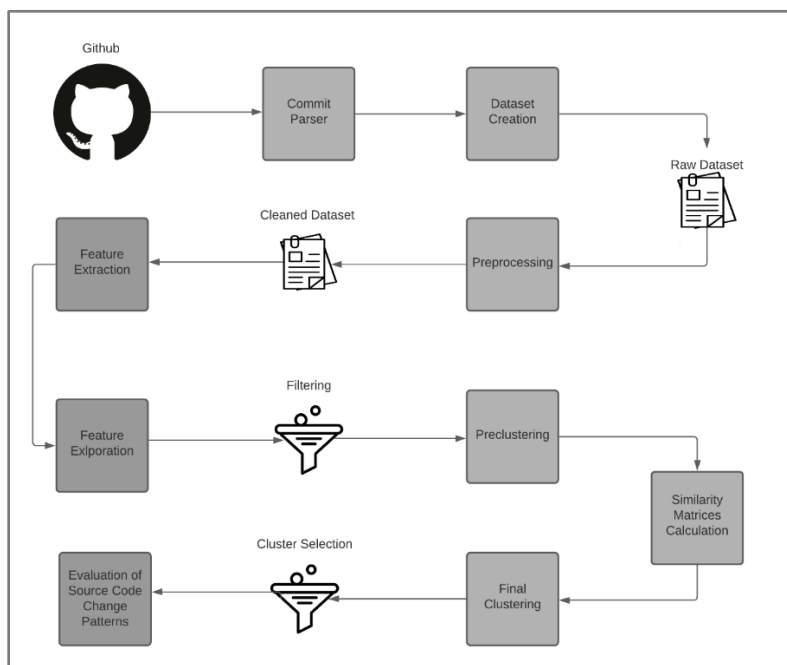 Github
Commit
Parser
Dataset
Creation
Raw Dataset
Cleaned Dataset
Feature
Extraction
Preprocessing
Filtering
Feature
Exlporation
Preclustering
Similarity
Matrices
Calculation
Cluster Selection
Evaluation of
Source Code
Change
Patterns
Final
Clustering